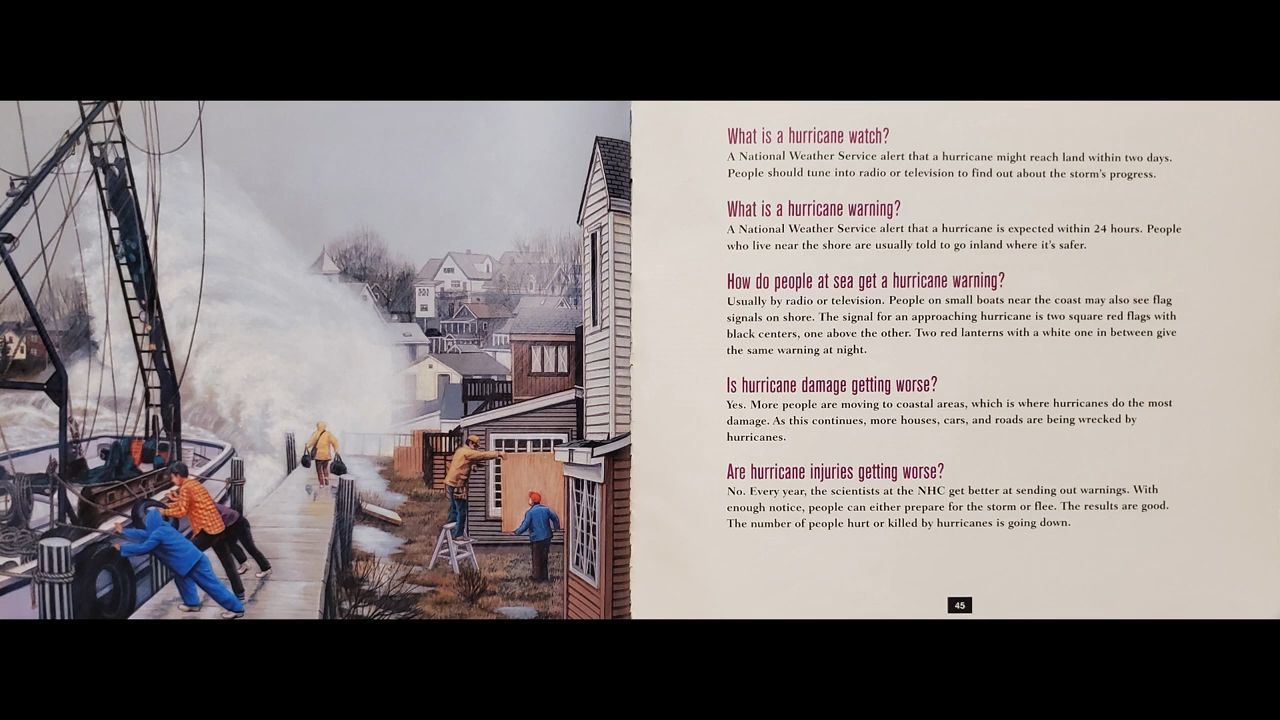 What is a hurricane watch?
A National Weather Service alert that a hurricane might reach land within two days.
People should tune into radio or television to find out about the storm's progress.
What is a hurricane warning?
A National Weather Service alert that a hurricane is expected within 24 hours. People
who live near the shore are usually told to go inland where it's safer.
How do people at sea get a hurricane warning?
Usually by radio or television. People on small boats near the coast may also see flag
signals on shore. The signal for an approaching hurricane is two square red flags with
black centers, one above the other. Two red lanterns with a white one in between give
the same warning at night.
Is hurricane damage getting worse?
Yes. More people are moving to coastal areas, which is where hurricanes do the most
damage. As this continues, more houses, cars, and roads are being wrecked by
hurricanes.
Are hurricane injuries getting worse?
No. Every year, the scientists at the NHC get better at sending out warnings. With
enough notice, people can either prepare for the storm or flee. The results are good.
The number of people hurt or killed by hurricanes is going down.
45